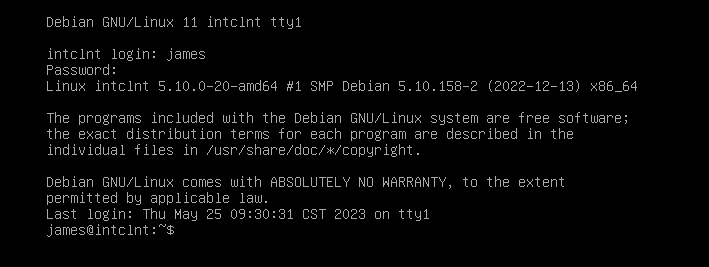 Debian GNU/Linux 11 intclnt tty1
intclnt login: james
Password:
Linux intclnt 5.10.0-20-amd64 #1 SMP Debian 5.10.158-2 (2022-12-13) x86_64
The programs included with the Debian GNU/Linux system are free software;
the exact distribution terms for each program are described in the
individual files in /usr/share/doc/*/copyright.
Debian GNU/Linux comes with ABSOLUTELY NO WARRANTY, to the extent
permitted by applicable law.
Last login: Thu May 25 09:30:31 CST 2023 on tty1
james@intclnt:~$